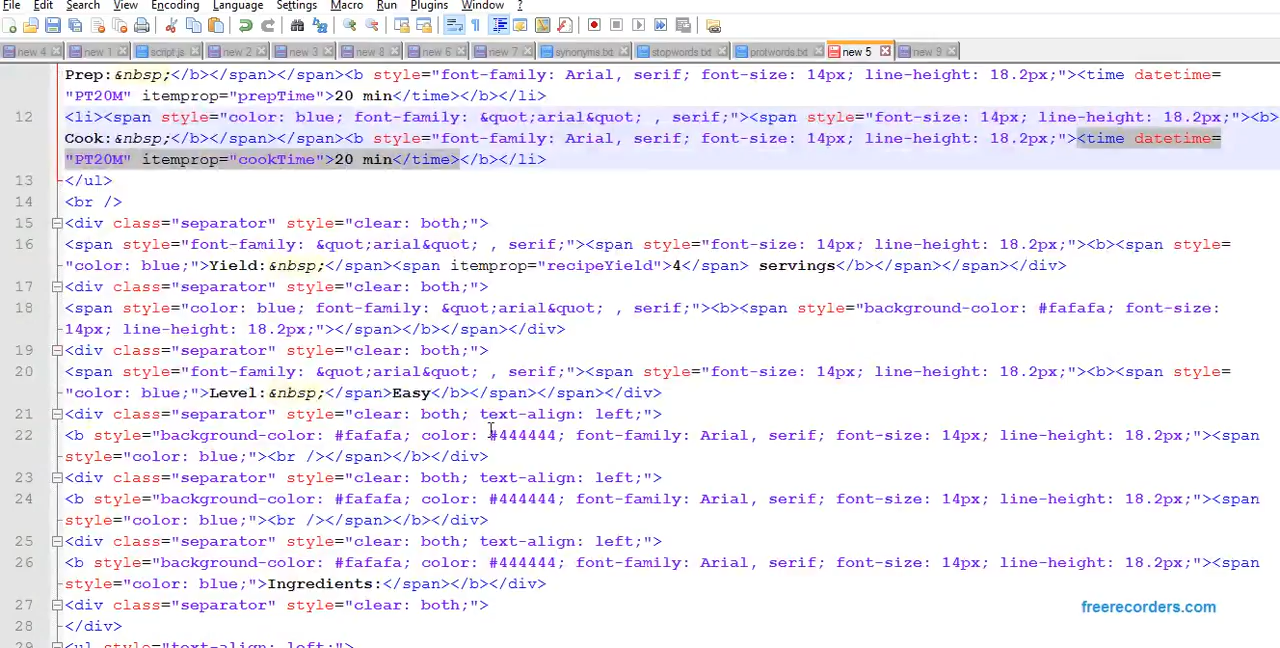 File Edit Search View Encoding Language Settings Macro Run Plugins Window ?
new 4 new 1 script.js new 2 new 3 new 8 new 6 new 7 synonyms.txt stopwords.txt protwords.txt new 5 new 9
Prep:&nbsp;</b></span></span><b style="font-family: Arial, serif; font-size: 14px; line-height: 18.2px;"><time datetime=
"PT20M" itemprop="prepTime">20 min</time></b></li>
12 <li><span style="color: blue; font-family: &quot;arial&quot; , serif;"><span style="font-size: 14px; line-height: 18.2px;"><b>
Cook:&nbsp;</b></span></span><b style="font-family: Arial, serif; font-size: 14px; line-height: 18.2px;"><time datetime=
"PT20M" itemprop="cookTime">20 min</time></b></li>
13 </ul>
14 <br />
15 <div class="separator" style="clear: both;">
16 <span style="font-family: &quot;arial&quot; , serif;"><span style="font-size: 14px; line-height: 18.2px;"><b><span style=
"color: blue;">Yield:&nbsp;</span><span itemprop="recipeYield">4</span> servings</b></span></span></div>
17 <div class="separator" style="clear: both;">
18 <span style="color: blue; font-family: &quot;arial&quot; , serif;"><b><span style="background-color: #fafafa; font-size:
14px; line-height: 18.2px;"></span></b></span></div>
19 <div class="separator" style="clear: both;">
20 <span style="font-family: &quot;arial&quot; , serif;"><span style="font-size: 14px; line-height: 18.2px;"><b><span style=
"color: blue;">Level:&nbsp;</span>Easy</b></span></span></div>
21 <div class="separator" style="clear: both; text-align: left;">
22 <b style="background-color: #fafafa; color: #444444; font-family: Arial, serif; font-size: 14px; line-height: 18.2px;"><span
style="color: blue;"><br /></span></b></div>
23 <div class="separator" style="clear: both; text-align: left;">
24 <b style="background-color: #fafafa; color: #444444; font-family: Arial, serif; font-size: 14px; line-height: 18.2px;"><span
style="color: blue;"><br /></span></b></div>
25 <div class="separator" style="clear: both; text-align: left;">
26 <b style="background-color: #fafafa; color: #444444; font-family: Arial, serif; font-size: 14px; line-height: 18.2px;"><span
style="color: blue;">Ingredients:</span></b></div>
27 <div class="separator" style="clear: both;">
freerecorders.com
28 </div>
29 <ul style="text-align: left;">